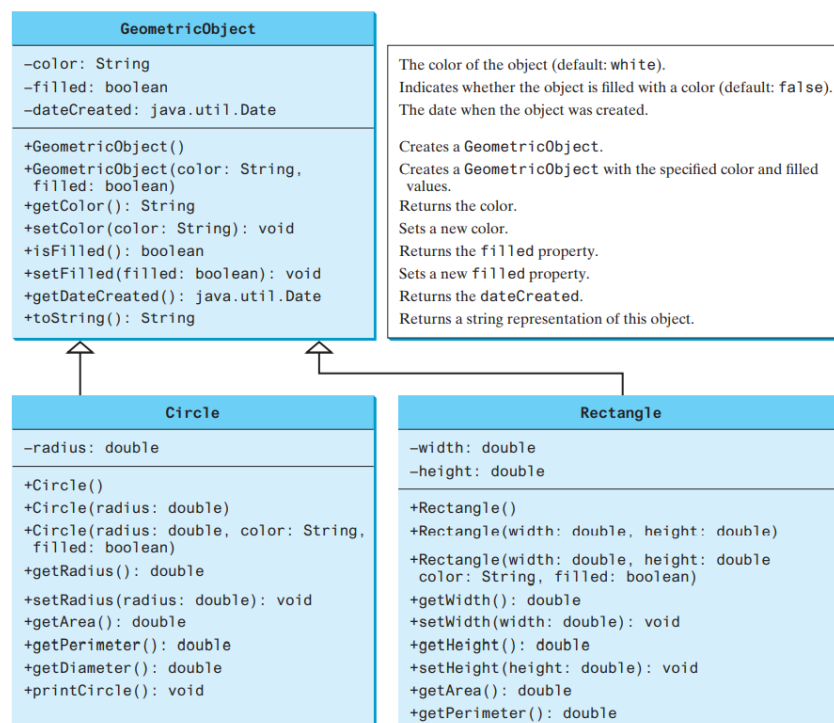 GeometricObject
–color: String
–filled: boolean
–dateCreated: java.util.Date
+GeometricObject()
+GeometricObject(color: String,
filled: boolean)
+getColor(): String
+setColor(color: String): void
+isFilled(): boolean
+setFilled(filled: boolean): void
+getDateCreated(): java.util.Date
+toString(): String
The color of the object (default: white).
Indicates whether the object is filled with a color (default: false).
The date when the object was created.
Creates a GeometricObject.
Creates a GeometricObject with the specified color and filled
values.
Returns the color.
Sets a new color.
Returns the filled property.
Sets a new filled property.
Returns the dateCreated.
Returns a string representation of this object.
Circle
–radius: double
+Circle()
+Circle(radius: double)
+Circle(radius: double, color: String,
filled: boolean)
+getRadius(): double
+setRadius(radius: double): void
+getArea(): double
+getPerimeter(): double
+getDiameter(): double
+printCircle(): void
Rectangle
–width: double
–height: double
+Rectangle()
+Rectangle(width: double, height: double)
+Rectangle(width: double, height: double
color: String, filled: boolean)
+getWidth(): double
+setWidth(width: double): void
+getHeight(): double
+setHeight(height: double): void
+getArea(): double
+getPerimeter(): double